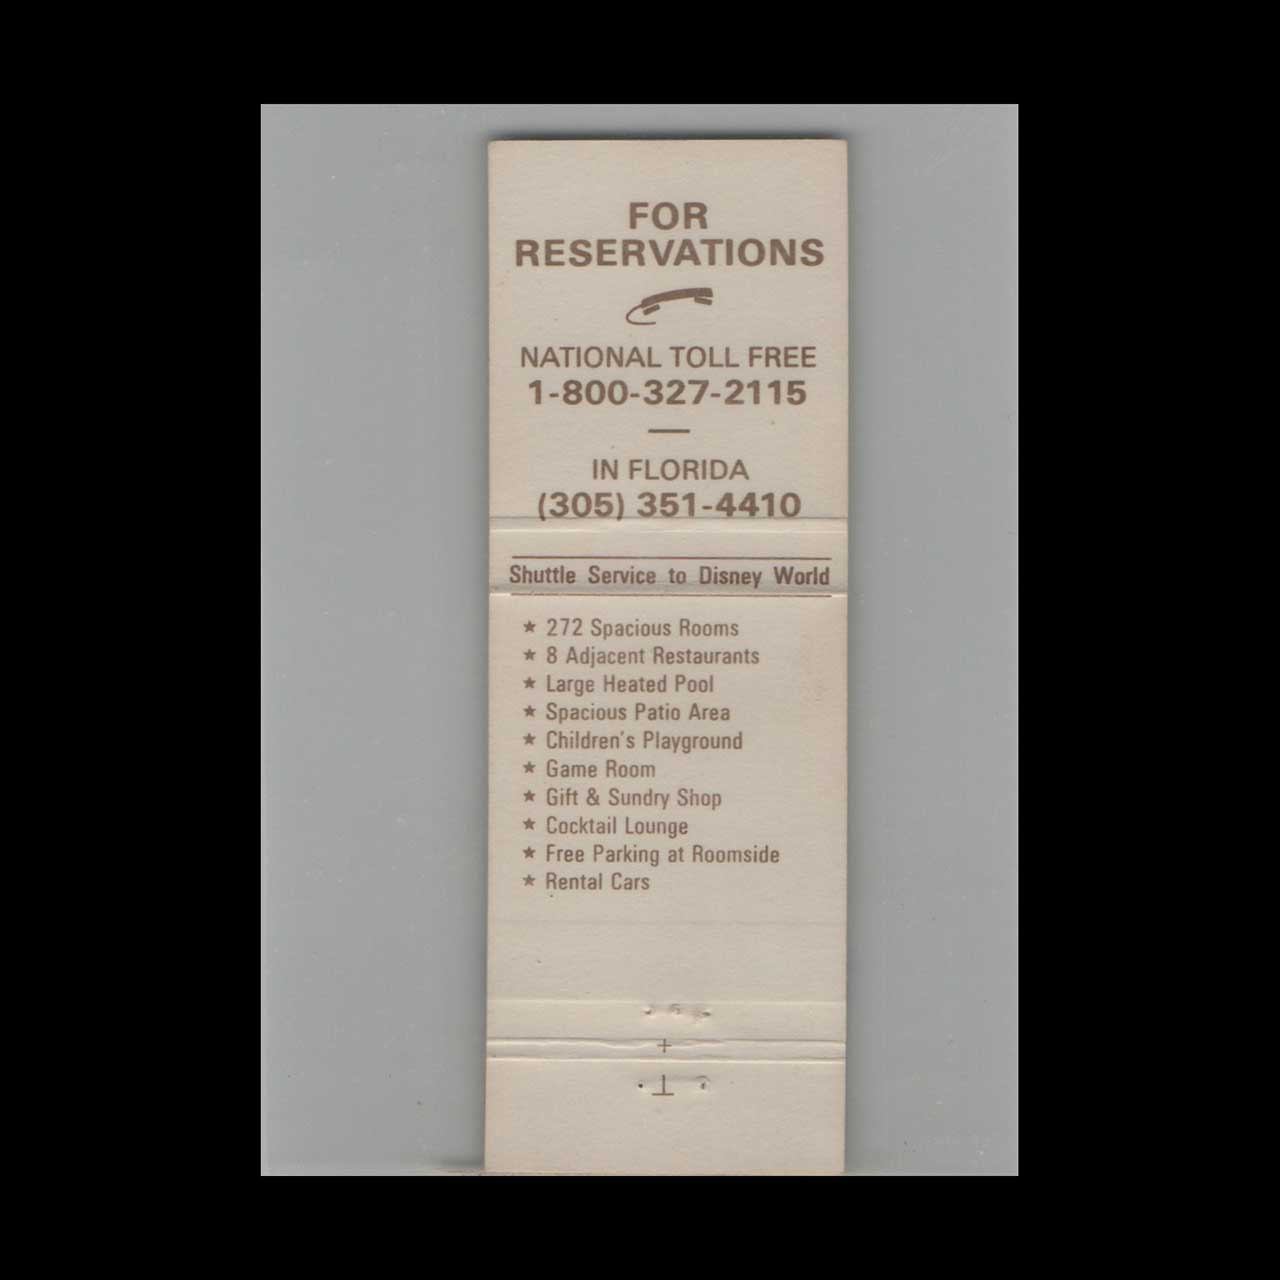 FOR
RESERVATIONS
NATIONAL TOLL FREE
1-800-327-2115
IN FLORIDA
(305) 351-4410
Shuttle Service to Disney World
★ 272 Spacious Rooms
★ 8 Adjacent Restaurants
★ Large Heated Pool
★ Spacious Patio Area
★ Children's Playground
★ Game Room
★ Gift & Sundry Shop
★ Cocktail Lounge
★ Free Parking at Roomside
★ Rental Cars